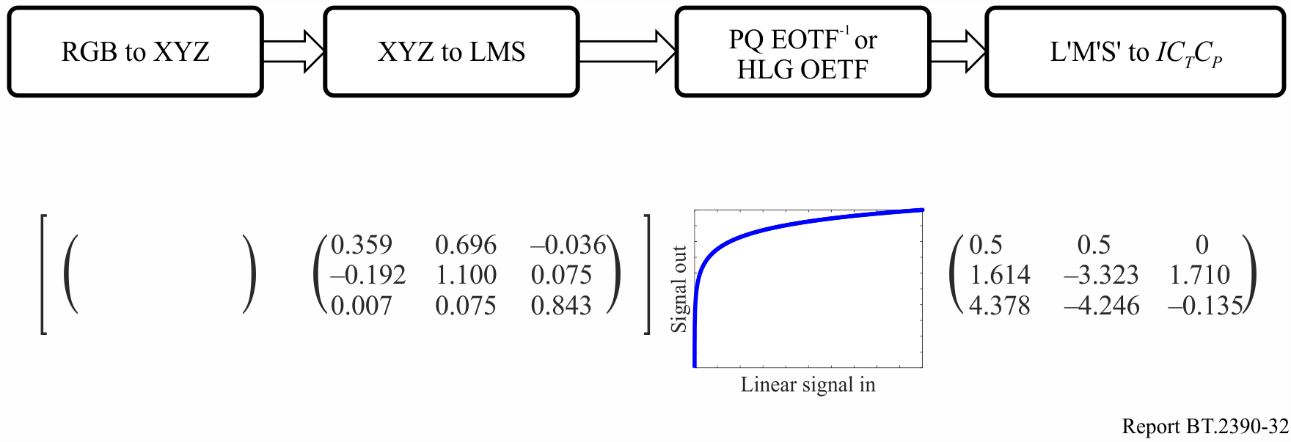 RGB to XYZ
XYZ to LMS
PQ EOTF⁻¹ or
HLG OETF
L'M'S' to ICTCP
0.359 0.696 –0.036
–0.192 1.100 0.075
0.007 0.075 0.843
Signal out
Linear signal in
0.5 0.5 0
1.614 –3.323 1.710
4.378 –4.246 –0.135
Report BT.2390-32